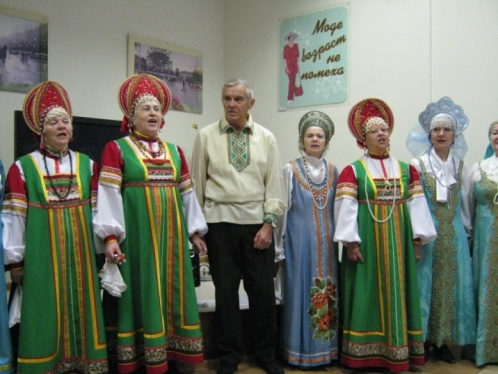 Моде
возраст
не
помеха